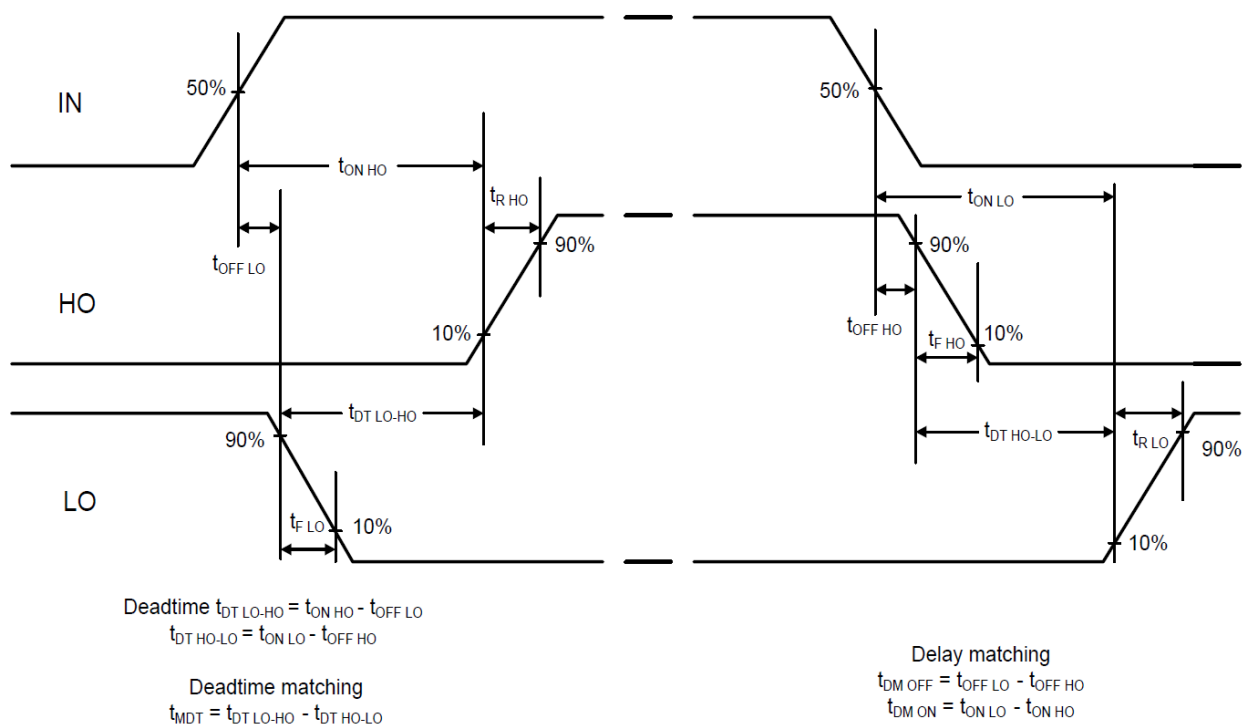 50%
50%
IN
tON HO
tR HO
tON LO
tOFF LO
90%
90%
HO
10%
tOFF HO
tF HO
10%
tDT LO-HO
90%
tDT HO-LO
tR LO
90%
LO
tF LO
10%
10%
Deadtime tDT LO-HO = tON HO - tOFF LO
tDT HO-LO = tON LO - tOFF HO
Deadtime matching
tMDT = tDT LO-HO - tDT HO-LO
Delay matching
tDM OFF = tOFF LO - tOFF HO
tDM ON = tON LO - tON HO